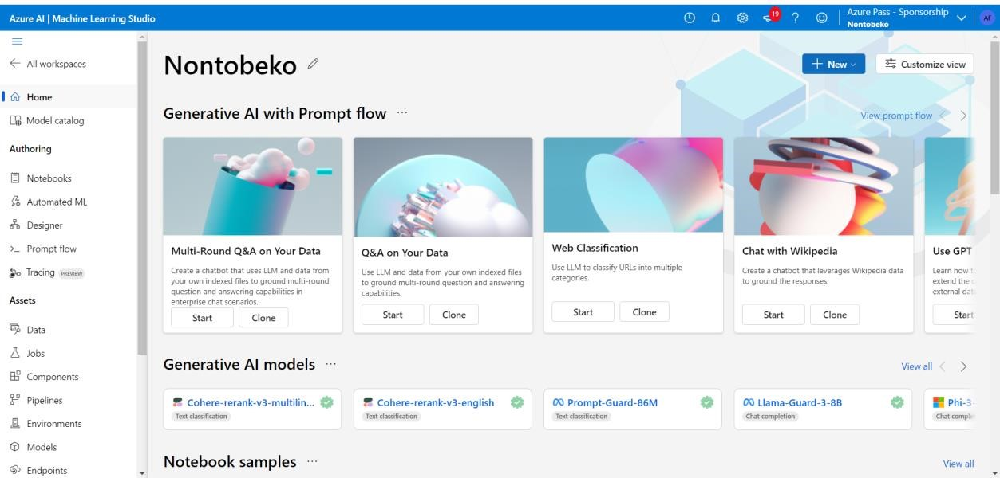 Azure AI | Machine Learning Studio
19
Azure Pass - Sponsorship
Nontobeko
AF
All workspaces
Home
Model catalog
Authoring
Notebooks
Automated ML
Designer
Prompt flow
Tracing PREVIEW
Assets
Data
Jobs
Components
Pipelines
Environments
Models
Endpoints
Nontobeko
New
Customize view
Generative AI with Prompt flow ...
View prompt flow
Multi-Round Q&A on Your Data
Create a chatbot that uses LLM and data from
your own indexed files to ground multi-round
question and answering capabilities in
enterprise chat scenarios.
Start Clone
Q&A on Your Data
Use LLM and data from your own indexed files
to ground multi-round question and answering
capabilities.
Start Clone
Web Classification
Use LLM to classify URLs into multiple
categories.
Start Clone
Chat with Wikipedia
Create a chatbot that leverages Wikipedia data
to ground the responses.
Start Clone
Use GPT
Learn how
extend the
external
Start
Generative AI models ...
View all
Cohere-rerank-v3-multilin...
Text classification
Cohere-rerank-v3-english
Text classification
Prompt-Guard-86M
Text classification
Llama-Guard-3-8B
Chat completion
Phi-3-
Chat
Notebook samples ...
View all